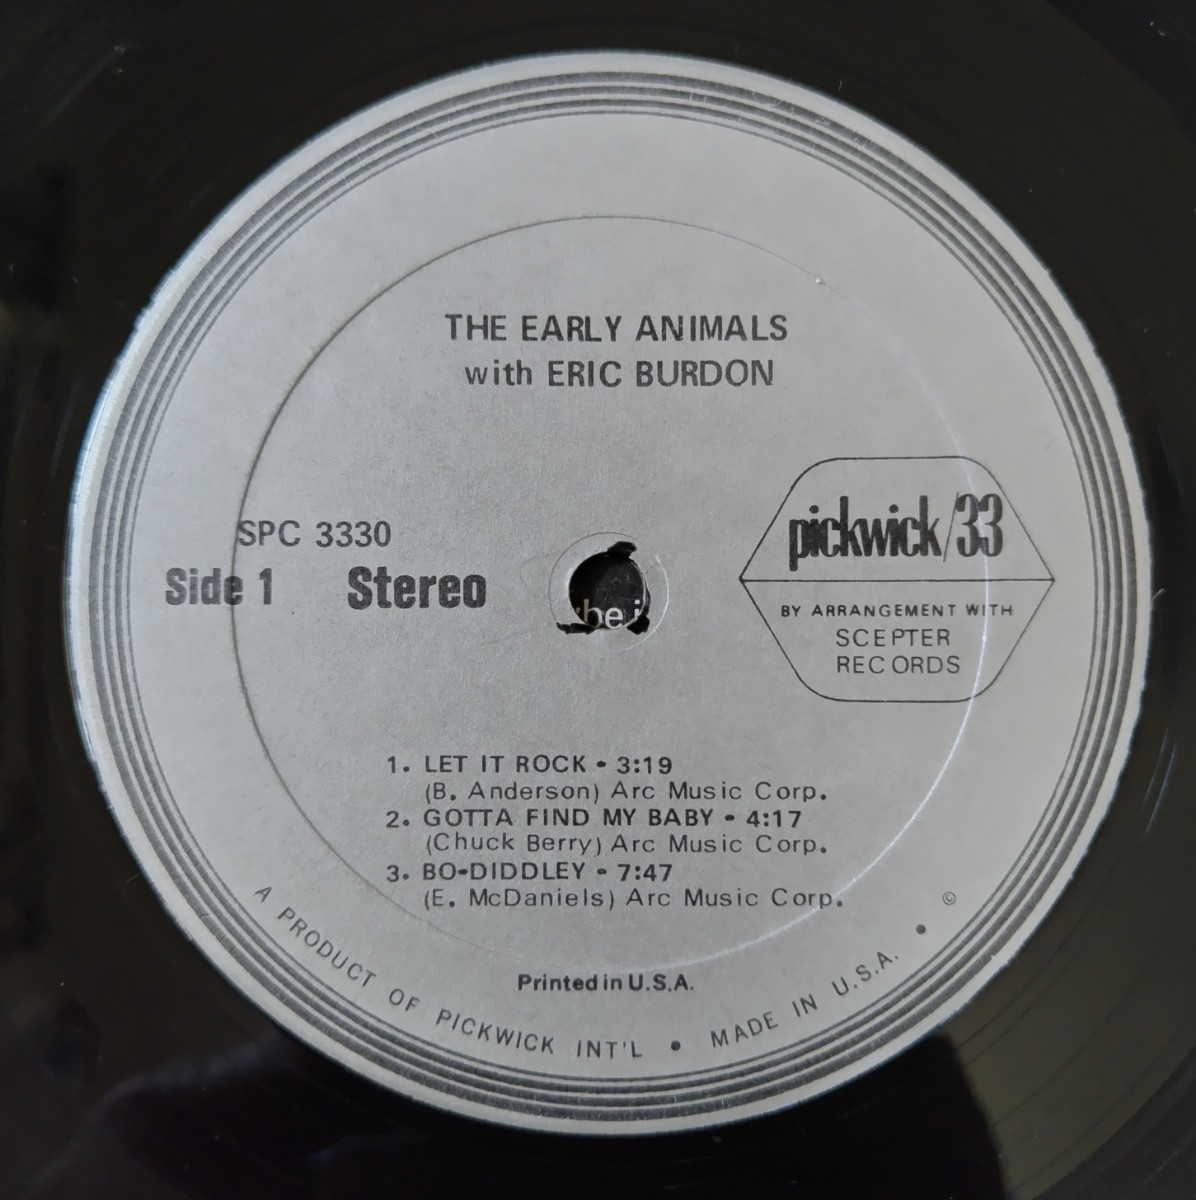 THE EARLY ANIMALS
with ERIC BURDON
SPC 3330
Side 1 Stereo
pickwick/33
BY ARRANGEMENT WITH
SCEPTER
RECORDS
be
1. LET IT ROCK • 3:19
(B. Anderson) Arc Music Corp.
2. GOTTA FIND MY BABY • 4:17
(Chuck Berry) Arc Music Corp.
3. BO-DIDDLEY • 7:47
(E. McDaniels) Arc Music Corp.
©
Printed in U.S.A.
A PRODUCT OF PICKWICK INT'L • MADE IN U.S.A. •